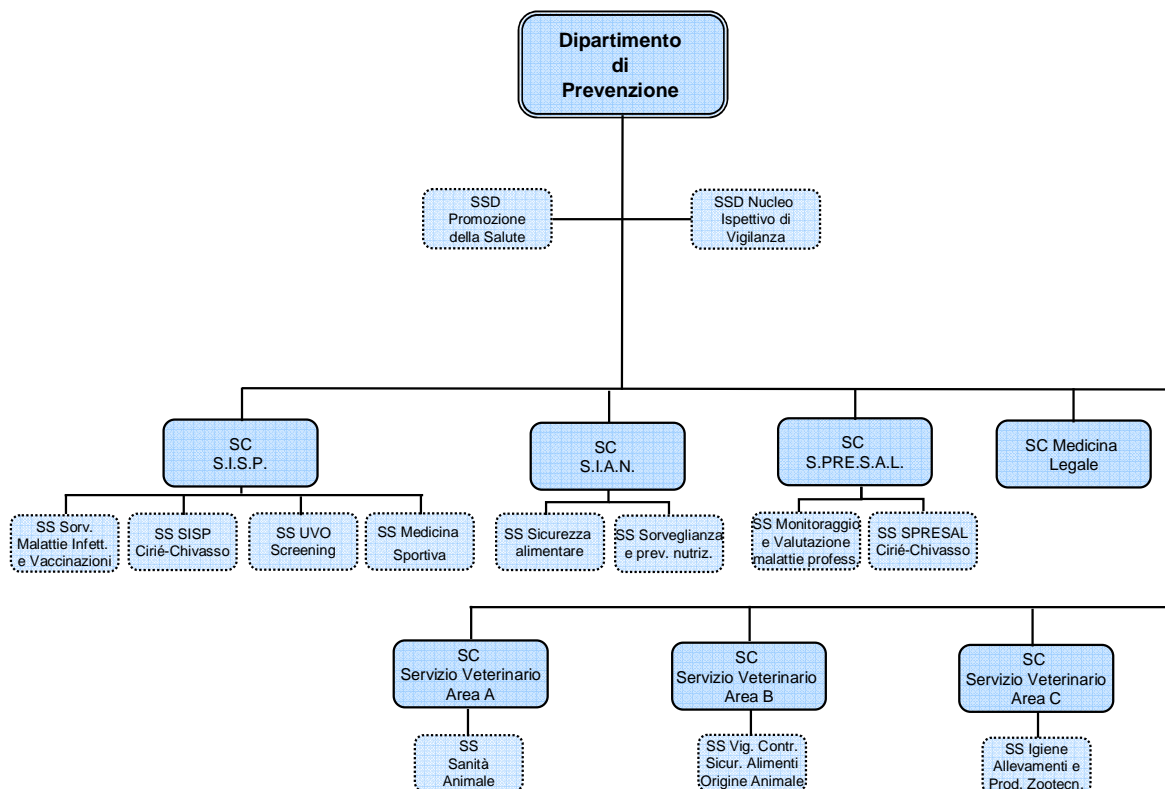 Dipartimento
di
Prevenzione
SSD
Promozione
della Salute
SSD Nucleo
Ispettivo di
Vigilanza
SC
S.I.S.P.
SC
S.I.A.N.
SC
S.PRE.S.A.L.
SC Medicina
Legale
SS Sorv.
Malattie Infett.
e Vaccinazioni
SS SISP
Cirié-Chivasso
SS UVO
Screening
SS Medicina
Sportiva
SS Sicurezza
alimentare
SS Sorveglianza
e prev. nutriz.
SS Monitoraggio
e Valutazione
malattie profess.
SS SPRESAL
Cirié-Chivasso
SC
Servizio Veterinario
Area A
SC
Servizio Veterinario
Area B
SC
Servizio Veterinario
Area C
SS
Sanità
Animale
SS Vig. Contr.
Sicur. Alimenti
Origine Animale
SS Igiene
Allevamenti e
Prod. Zootecn.